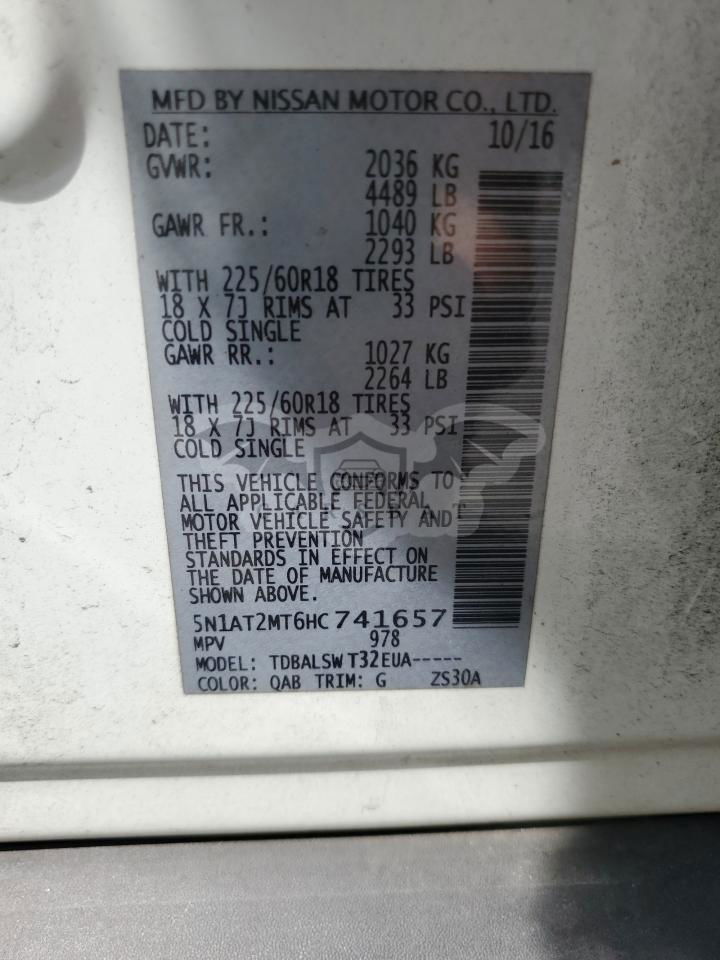 MFD BY NISSAN MOTOR CO., LTD.
DATE: 10/16
GVWR: 2036 KG
4489 LB
GAWR FR.: 1040 KG
2293 LB
WITH 225/60R18 TIRES
18 X 7J RIMS AT 33 PSI
COLD SINGLE
GAWR RR.: 1027 KG
2264 LB
WITH 225/60R18 TIRES
18 X 7J RIMS AT 33 PSI
COLD SINGLE
THIS VEHICLE CONFORMS TO
ALL APPLICABLE FEDERAL
MOTOR VEHICLE SAFETY AND
THEFT PREVENTION
STANDARDS IN EFFECT ON
THE DATE OF MANUFACTURE
SHOWN ABOVE.
5N1AT2MT6HC741657
MPV 978
MODEL: TDBALSW T32EUA-----
COLOR: QAB TRIM: G ZS30A